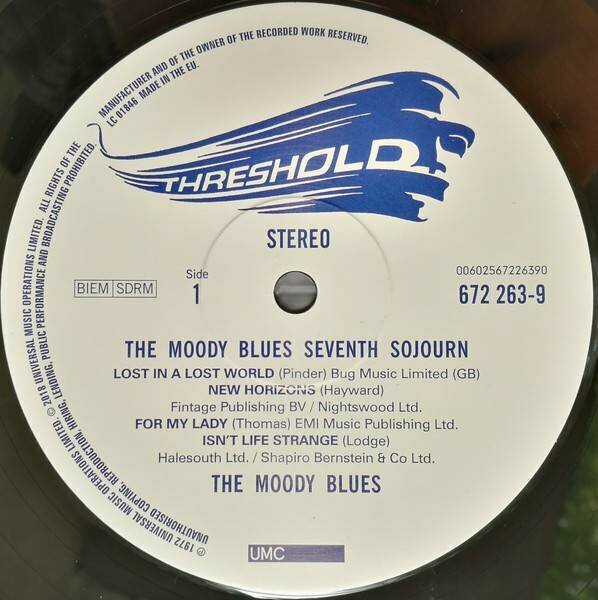 MANUFACTURER AND OF THE OWNER OF THE RECORDED WORK RESERVED.
LC 01846 MADE IN THE EU.
THRESHOLD
STEREO
BIEM SDRM
Side
1
00602567226390
672 263-9
THE MOODY BLUES SEVENTH SOJOURN
LOST IN A LOST WORLD (Pinder) Bug Music Limited (GB)
NEW HORIZONS (Hayward)
Fintage Publishing BV / Nightswood Ltd.
FOR MY LADY (Thomas) EMI Music Publishing Ltd.
ISN'T LIFE STRANGE (Lodge)
Halesouth Ltd. / Shapiro Bernstein & Co Ltd.
THE MOODY BLUES
UMC
℗ 1972 UNIVERSAL MUSIC OPERATIONS LIMITED. © 2018 UNIVERSAL MUSIC OPERATIONS LIMITED. ALL RIGHTS OF THE
UNAUTHORISED COPYING, REPRODUCTION, HIRING, LENDING, PUBLIC PERFORMANCE AND BROADCASTING PROHIBITED.